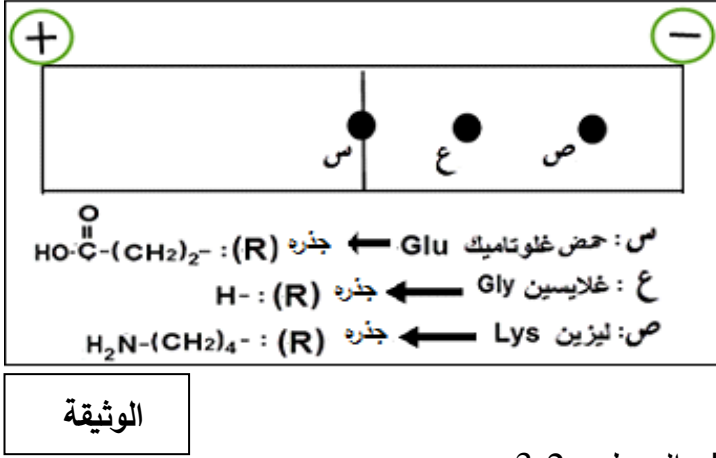 + −
س ع ص
س: حمض غلوتاميك Glu ← جذره (R) : HO-C(=O)-(CH2)2-
ع : غلايسين Gly ← جذره (R) : H-
ص: ليزين Lys ← جذره (R) : H2N-(CH2)4-
الوثيقة